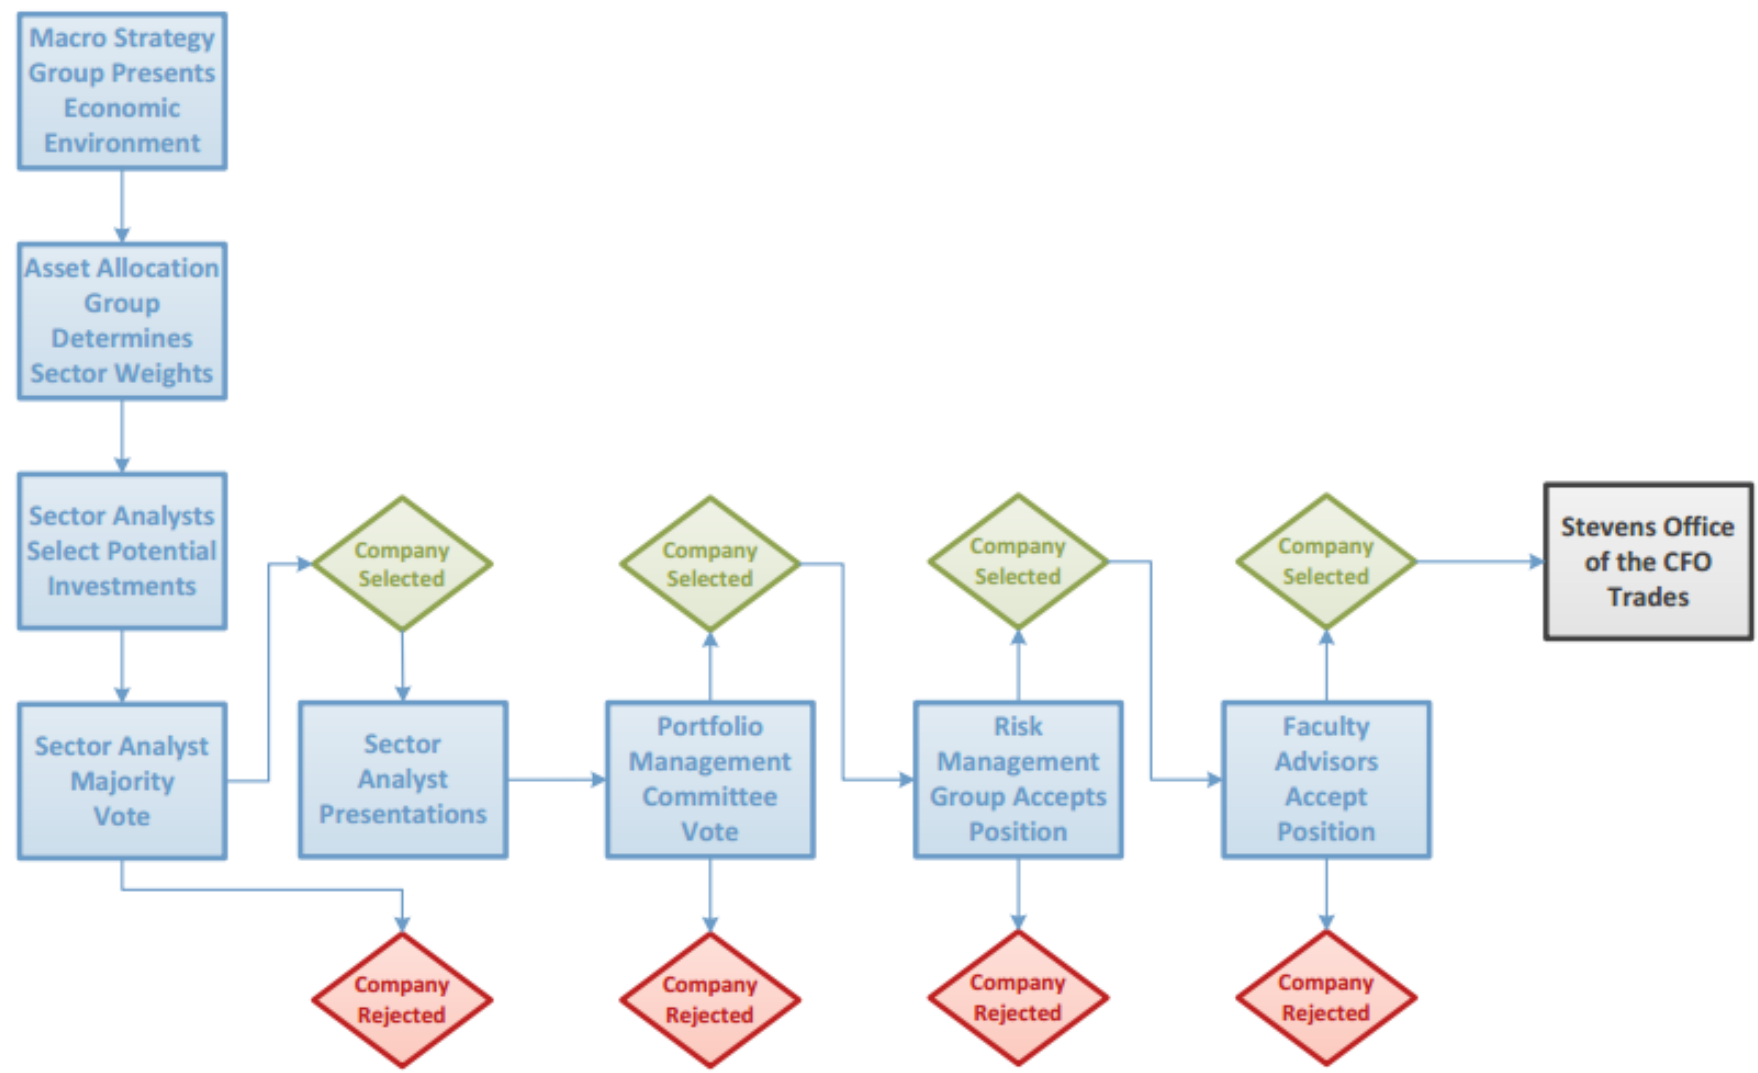 Macro Strategy
Group Presents
Economic
Environment
Asset Allocation
Group
Determines
Sector Weights
Sector Analysts
Select Potential
Investments
Sector Analyst
Majority
Vote
Company
Selected
Sector
Analyst
Presentations
Company
Rejected
Company
Selected
Portfolio
Management
Committee
Vote
Company
Rejected
Company
Selected
Risk
Management
Group Accepts
Position
Company
Rejected
Company
Selected
Faculty
Advisors
Accept
Position
Company
Rejected
Stevens Office
of the CFO
Trades